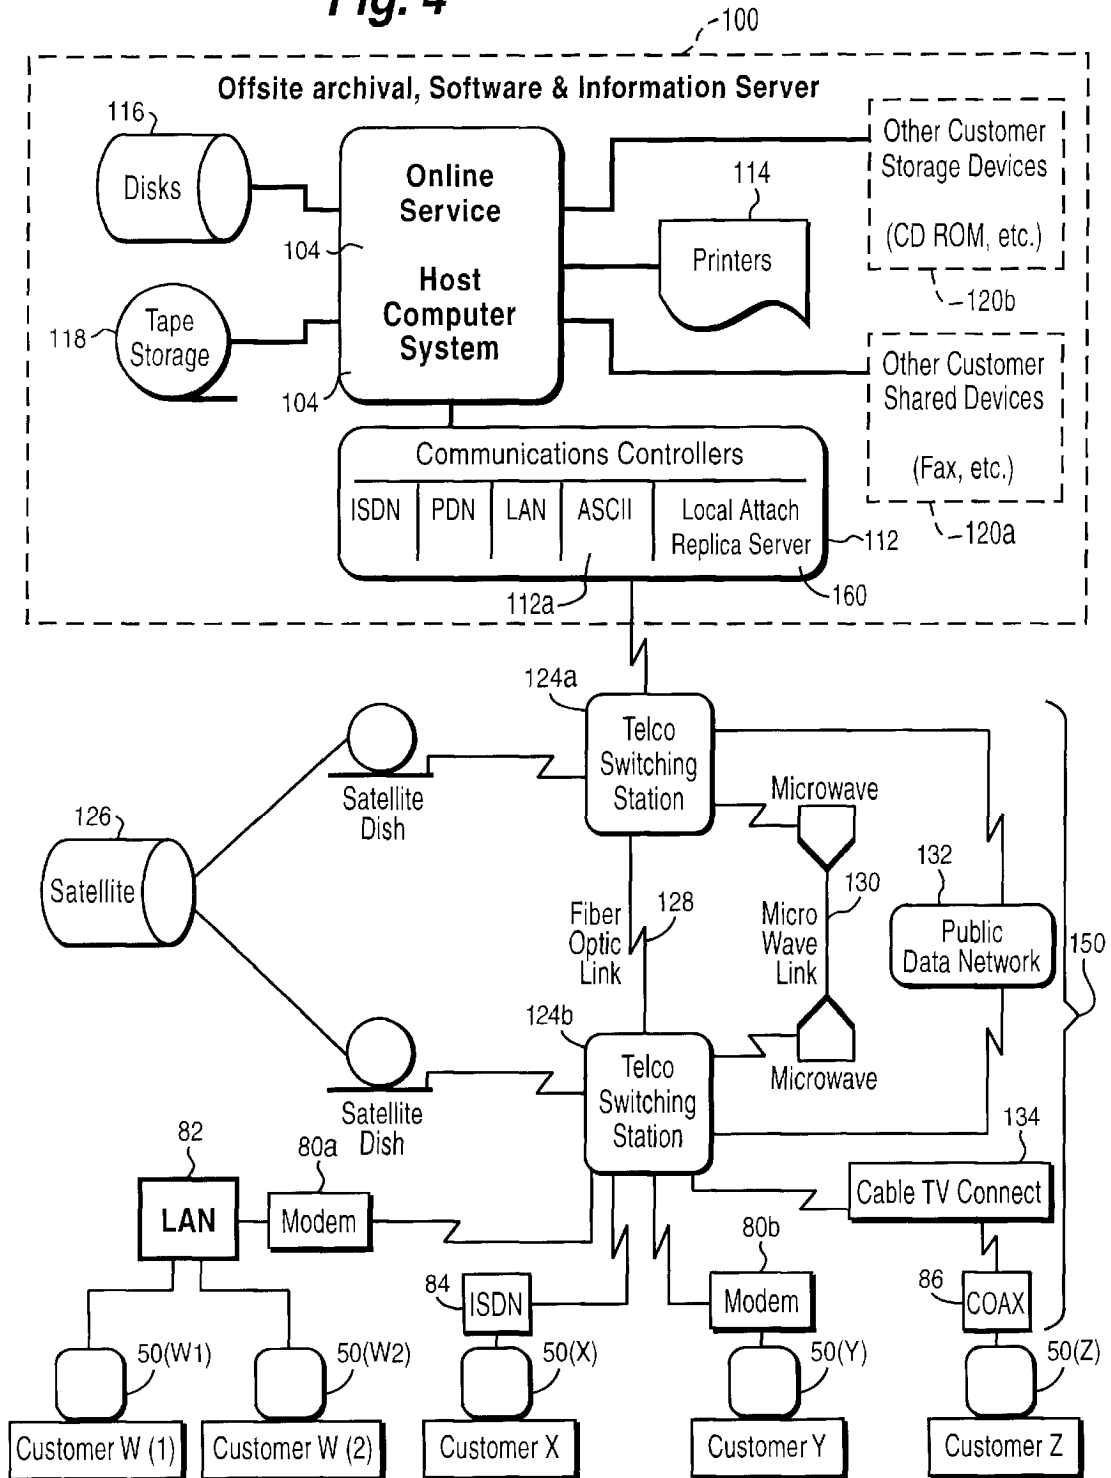 Fig. 4
100
Offsite archival, Software & Information Server
116
Disks
Online
Service
104
Host
Computer
System
104
118
Tape
Storage
114
Printers
Other Customer
Storage Devices
(CD ROM, etc.)
120b
Other Customer
Shared Devices
(Fax, etc.)
120a
Communications Controllers
ISDN
PDN
LAN
ASCII
Local Attach
Replica Server
112
112a
160
124a
Telco
Switching
Station
Satellite
Dish
126
Satellite
Microwave
Fiber
Optic
Link
128
Micro
Wave
Link
130
132
Public
Data Network
150
124b
Telco
Switching
Station
Microwave
Satellite
Dish
134
Cable TV Connect
82
LAN
80a
Modem
84
ISDN
80b
Modem
86
COAX
50(W1)
50(W2)
50(X)
50(Y)
50(Z)
Customer W (1)
Customer W (2)
Customer X
Customer Y
Customer Z